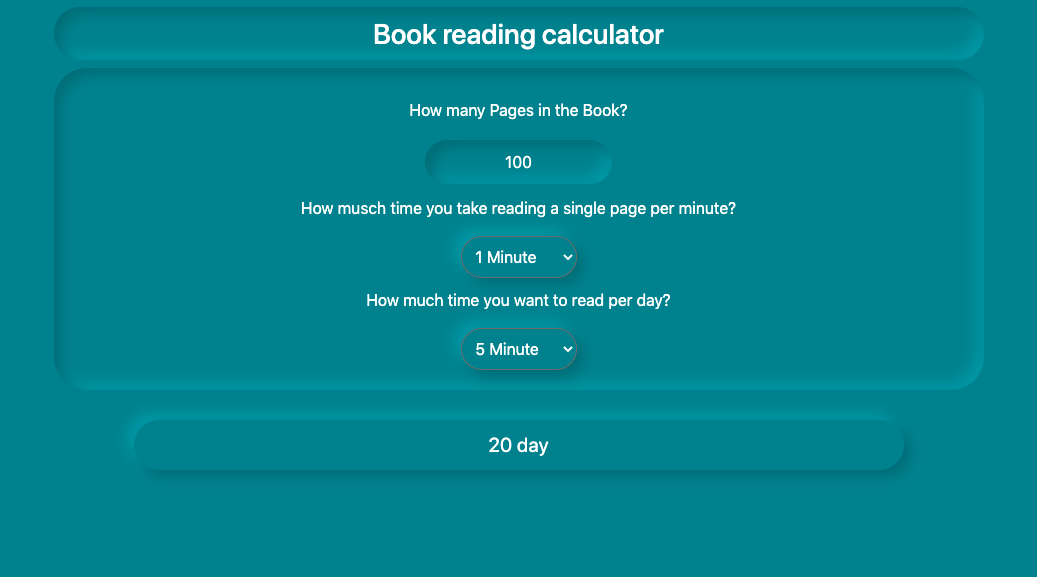 Book reading calculator
How many Pages in the Book?
100
How musch time you take reading a single page per minute?
1 Minute
How much time you want to read per day?
5 Minute
20 day